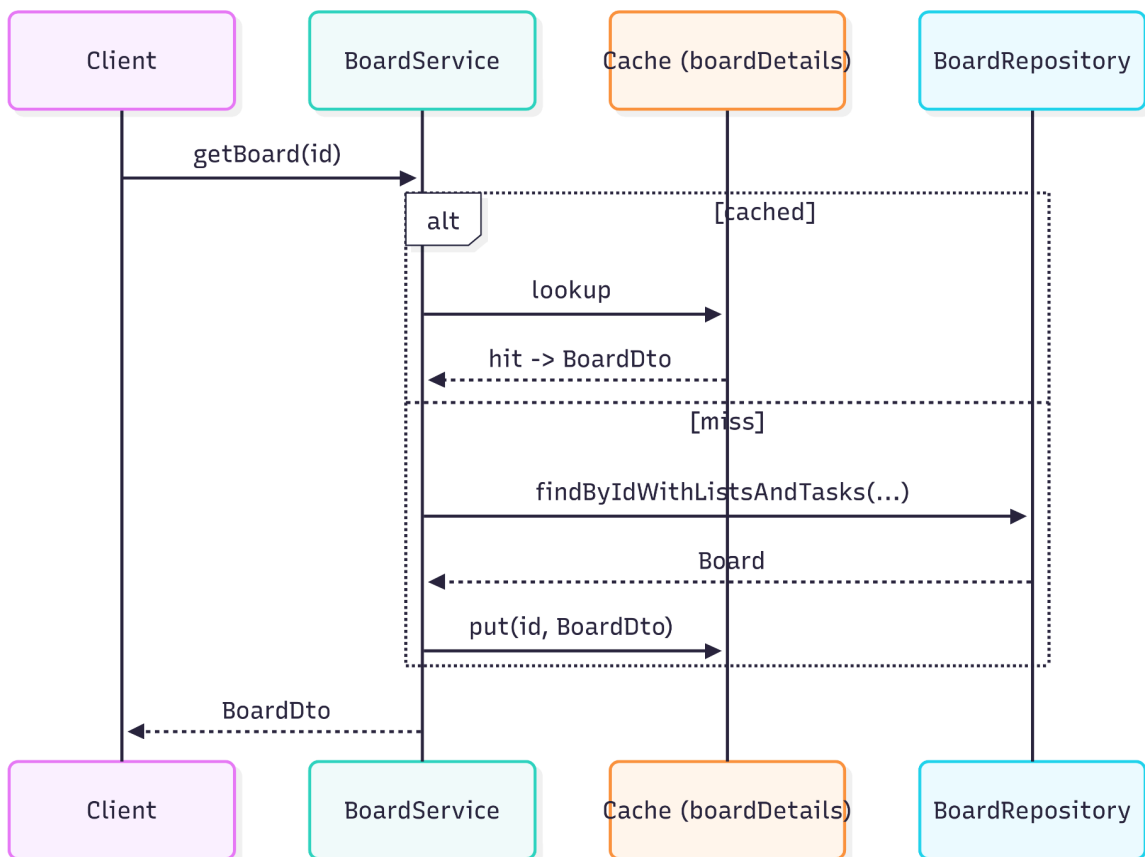 Client
BoardService
Cache (boardDetails)
BoardRepository
getBoard(id)
alt
[cached]
lookup
hit -> BoardDto
[miss]
findByIdWithListsAndTasks(...)
Board
put(id, BoardDto)
BoardDto
Client
BoardService
Cache (boardDetails)
BoardRepository